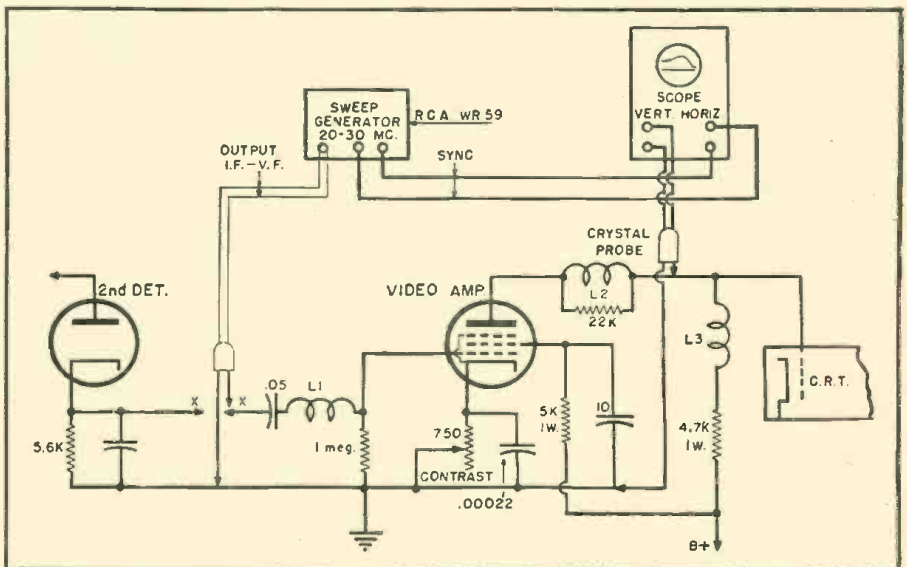 SWEEP
GENERATOR
20-30 MC.
RCA WR59
SCOPE
VERT. HORIZ
OUTPUT
I.F.-V.F.
SYNC
CRYSTAL
PROBE
2nd DET.
VIDEO AMP.
L2
22K
L3
C.R.T.
X
X
.05
L1
5.6K
1 meg.
750
CONTRAST
.00022
5K
1W.
10
4.7K
1W.
B+